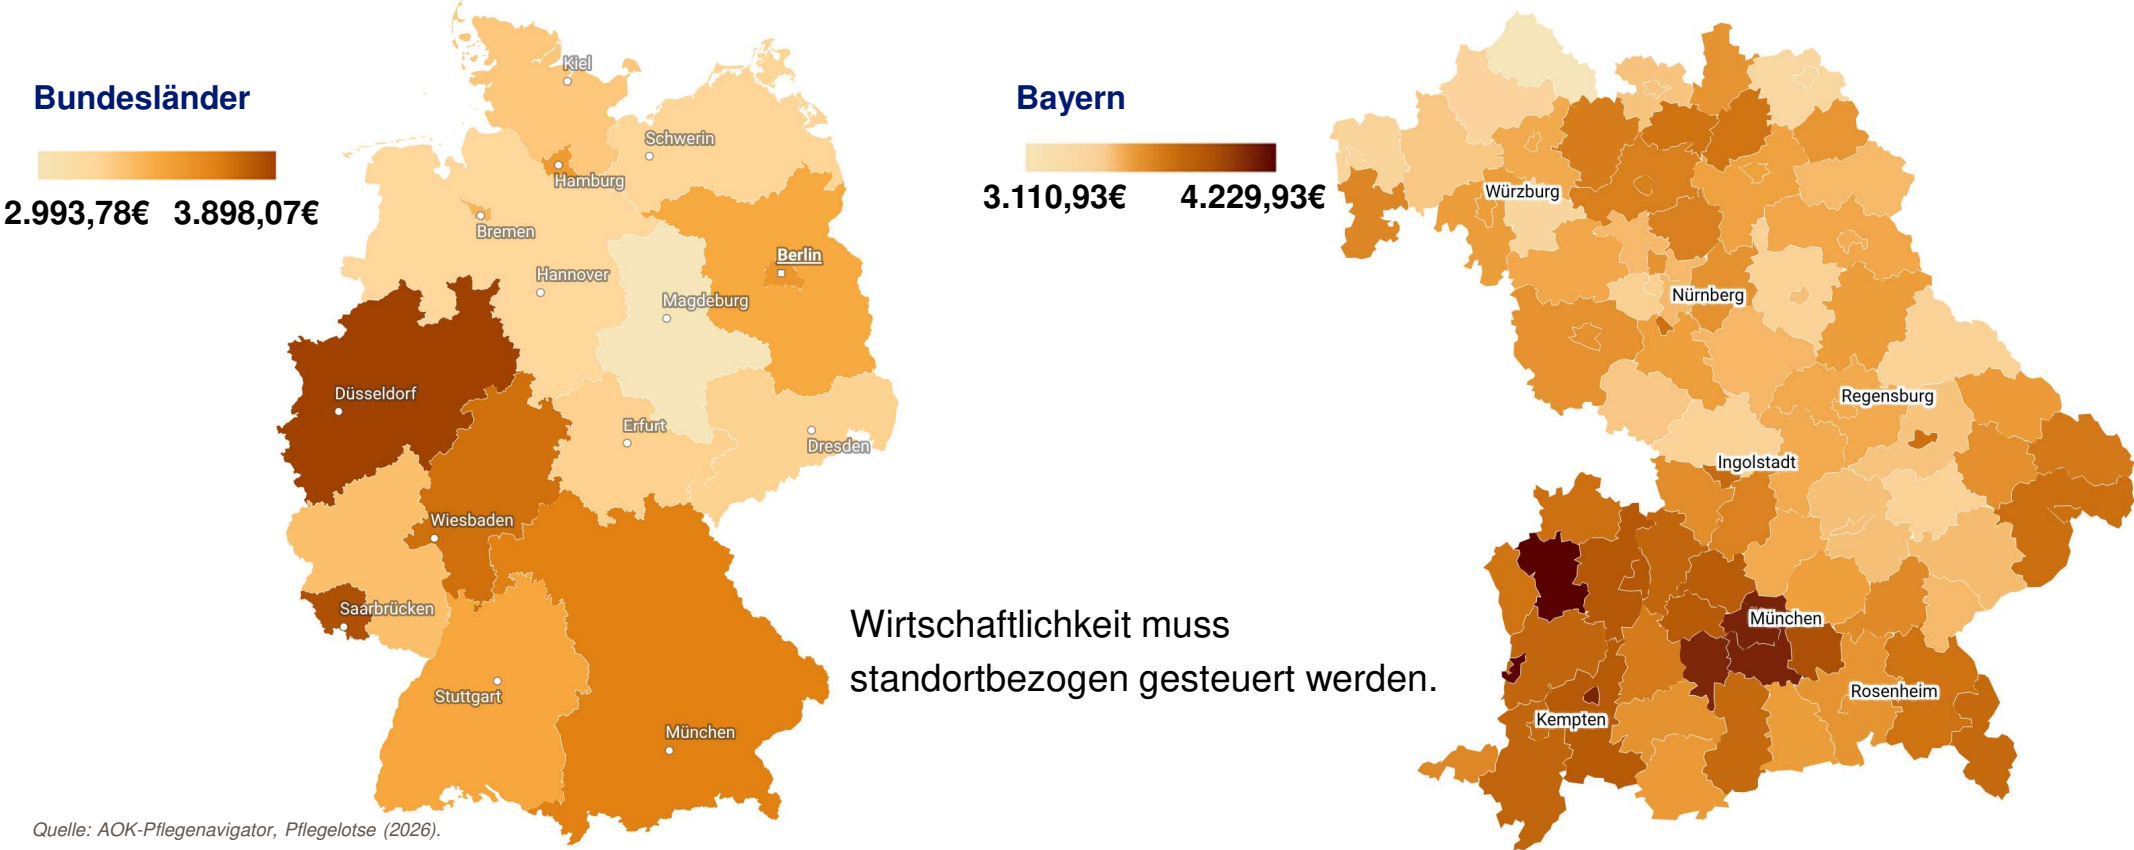 Bundesländer
2.993,78€ 3.898,07€
Kiel
Schwerin
Hamburg
Bremen
Berlin
Hannover
Magdeburg
Düsseldorf
Erfurt
Dresden
Wiesbaden
Saarbrücken
Stuttgart
München
Bayern
3.110,93€ 4.229,93€
Würzburg
Nürnberg
Regensburg
Ingolstadt
München
Rosenheim
Kempten
Wirtschaftlichkeit muss
standortbezogen gesteuert werden.
Quelle: AOK-Pflegenavigator, Pflegelotse (2026).